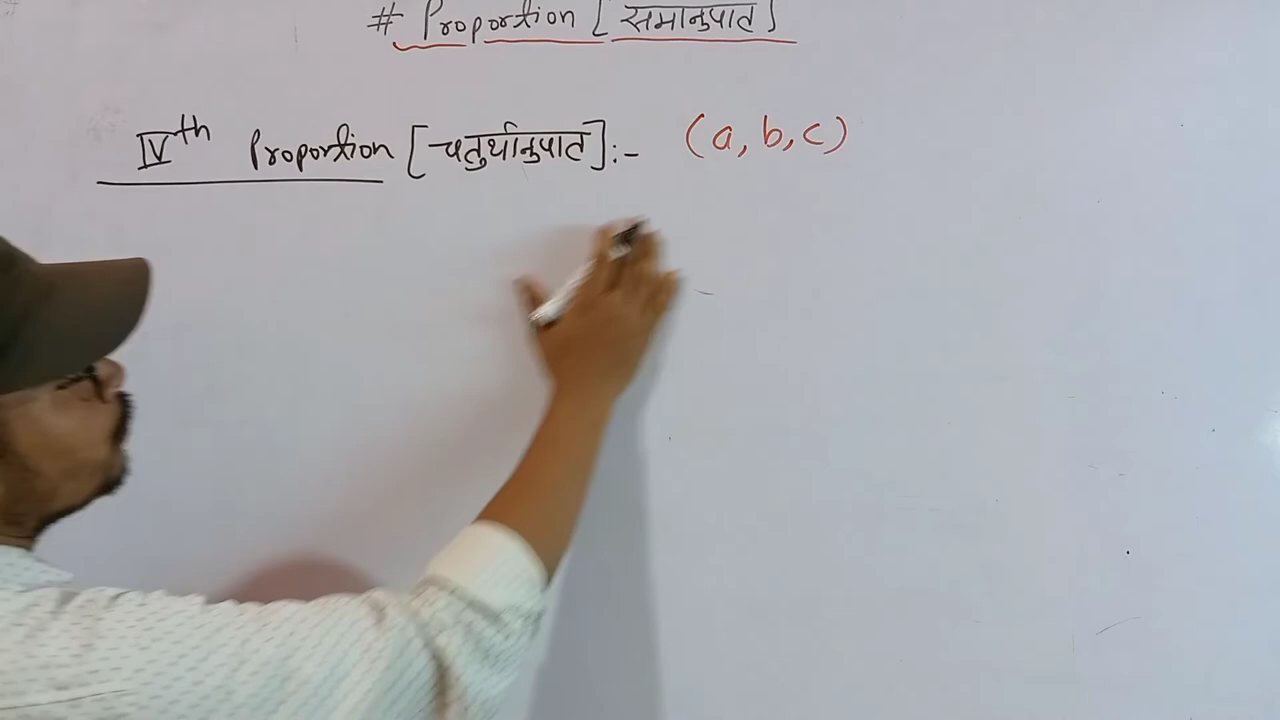 # Proportion [समानुपात]
IVth Proportion [चतुर्थानुपात]:- (a, b, c)